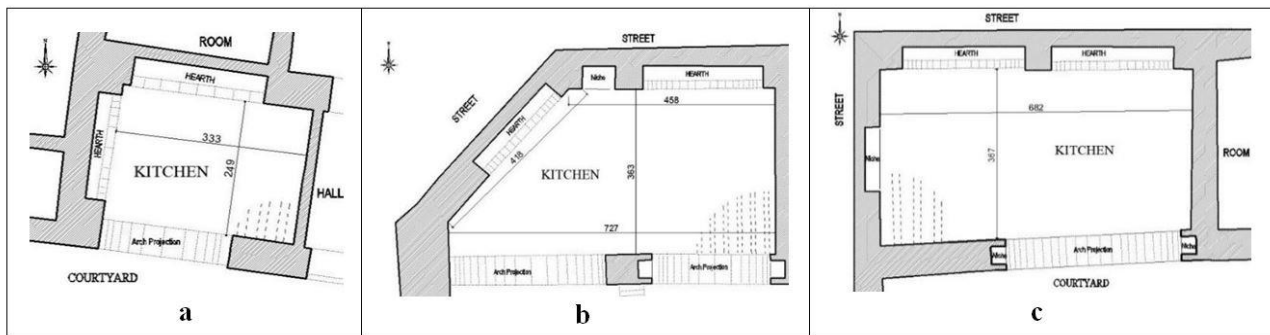 ROOM
HEARTH
HEARTH
333
249
KITCHEN
HALL
Arch Projection
COURTYARD
a
STREET
STREET
Niche
HEARTH
458
HEARTH
418
363
KITCHEN
727
Arch Projection
Arch Projection
b
STREET
STREET
HEARTH
HEARTH
682
Niche
367
KITCHEN
ROOM
Niche
Arch Projection
Niche
COURTYARD
c